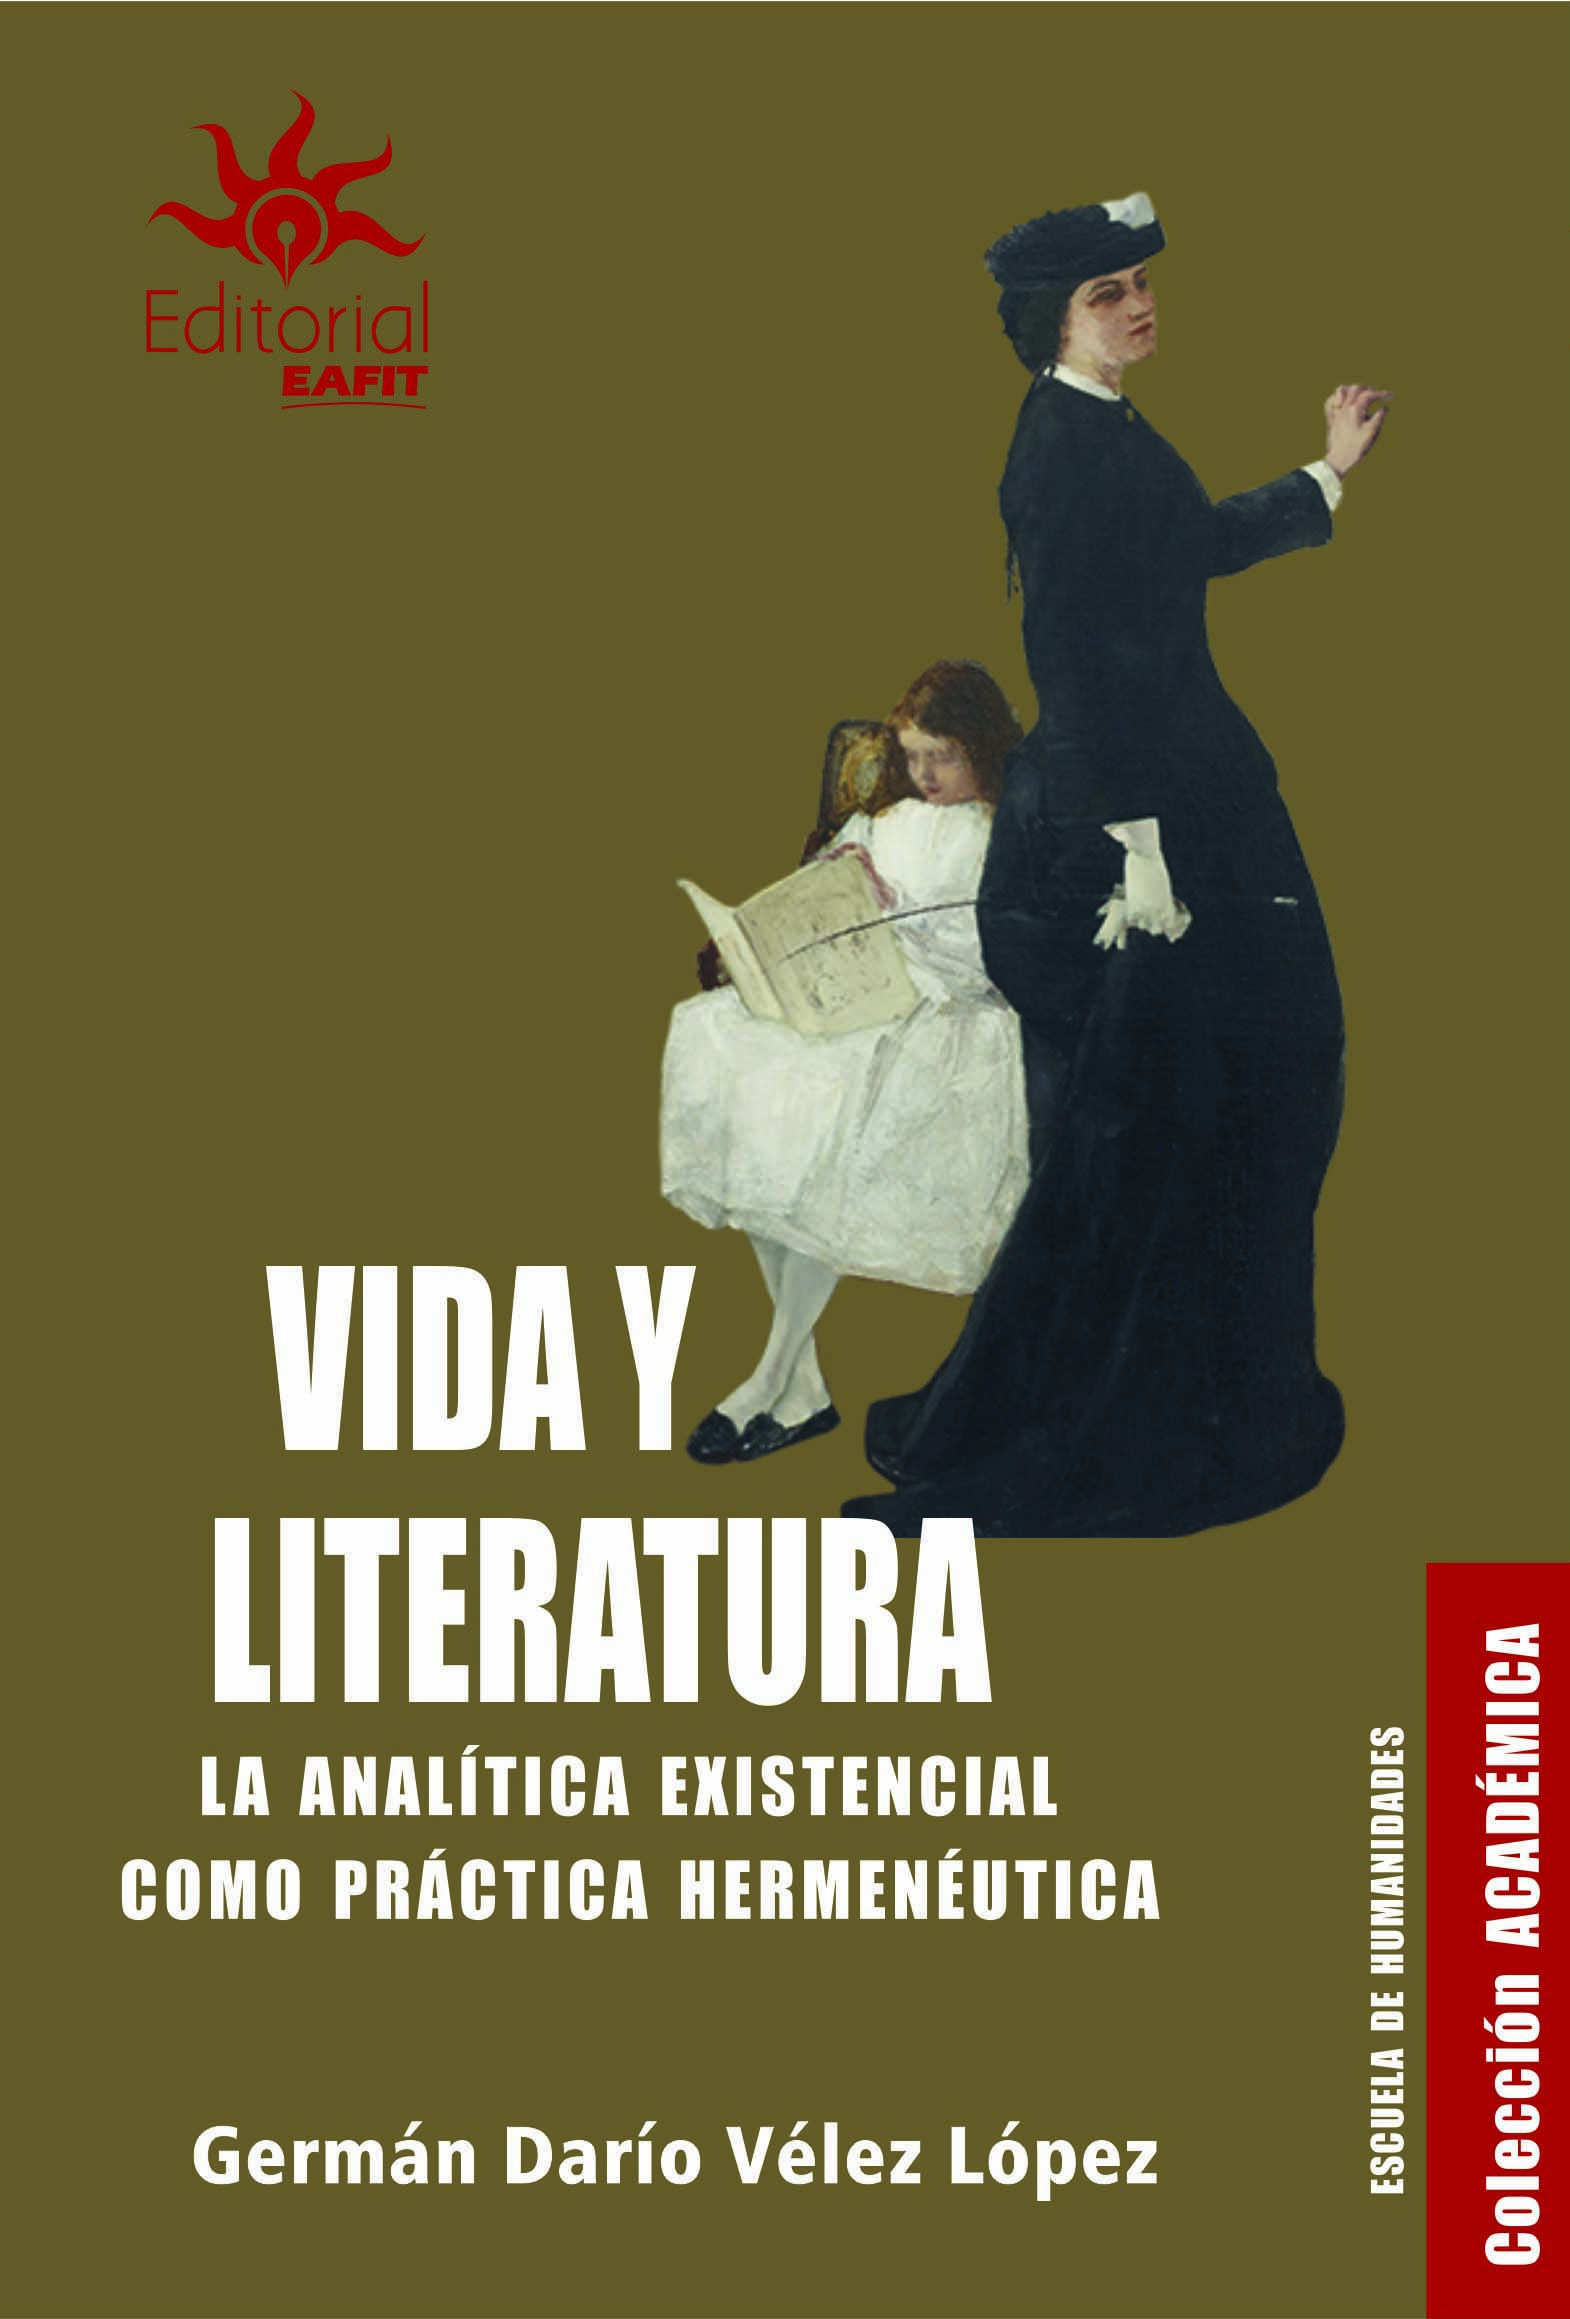 Editorial
EAFIT
VIDA Y
LITERATURA
LA ANALÍTICA EXISTENCIAL
COMO PRÁCTICA HERMENÉUTICA
Germán Darío Vélez López
ESCUELA DE HUMANIDADES
Colección ACADÉMICA